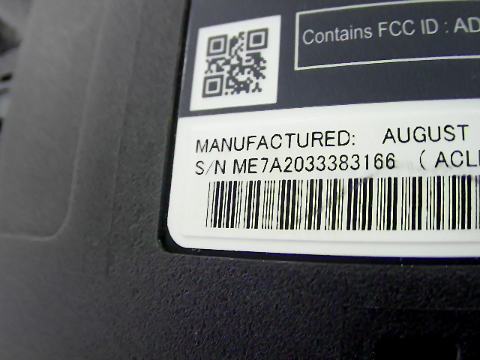 Contains FCC ID : AD
MANUFACTURED: AUGUST
S/N ME7A2033383166 ( ACL